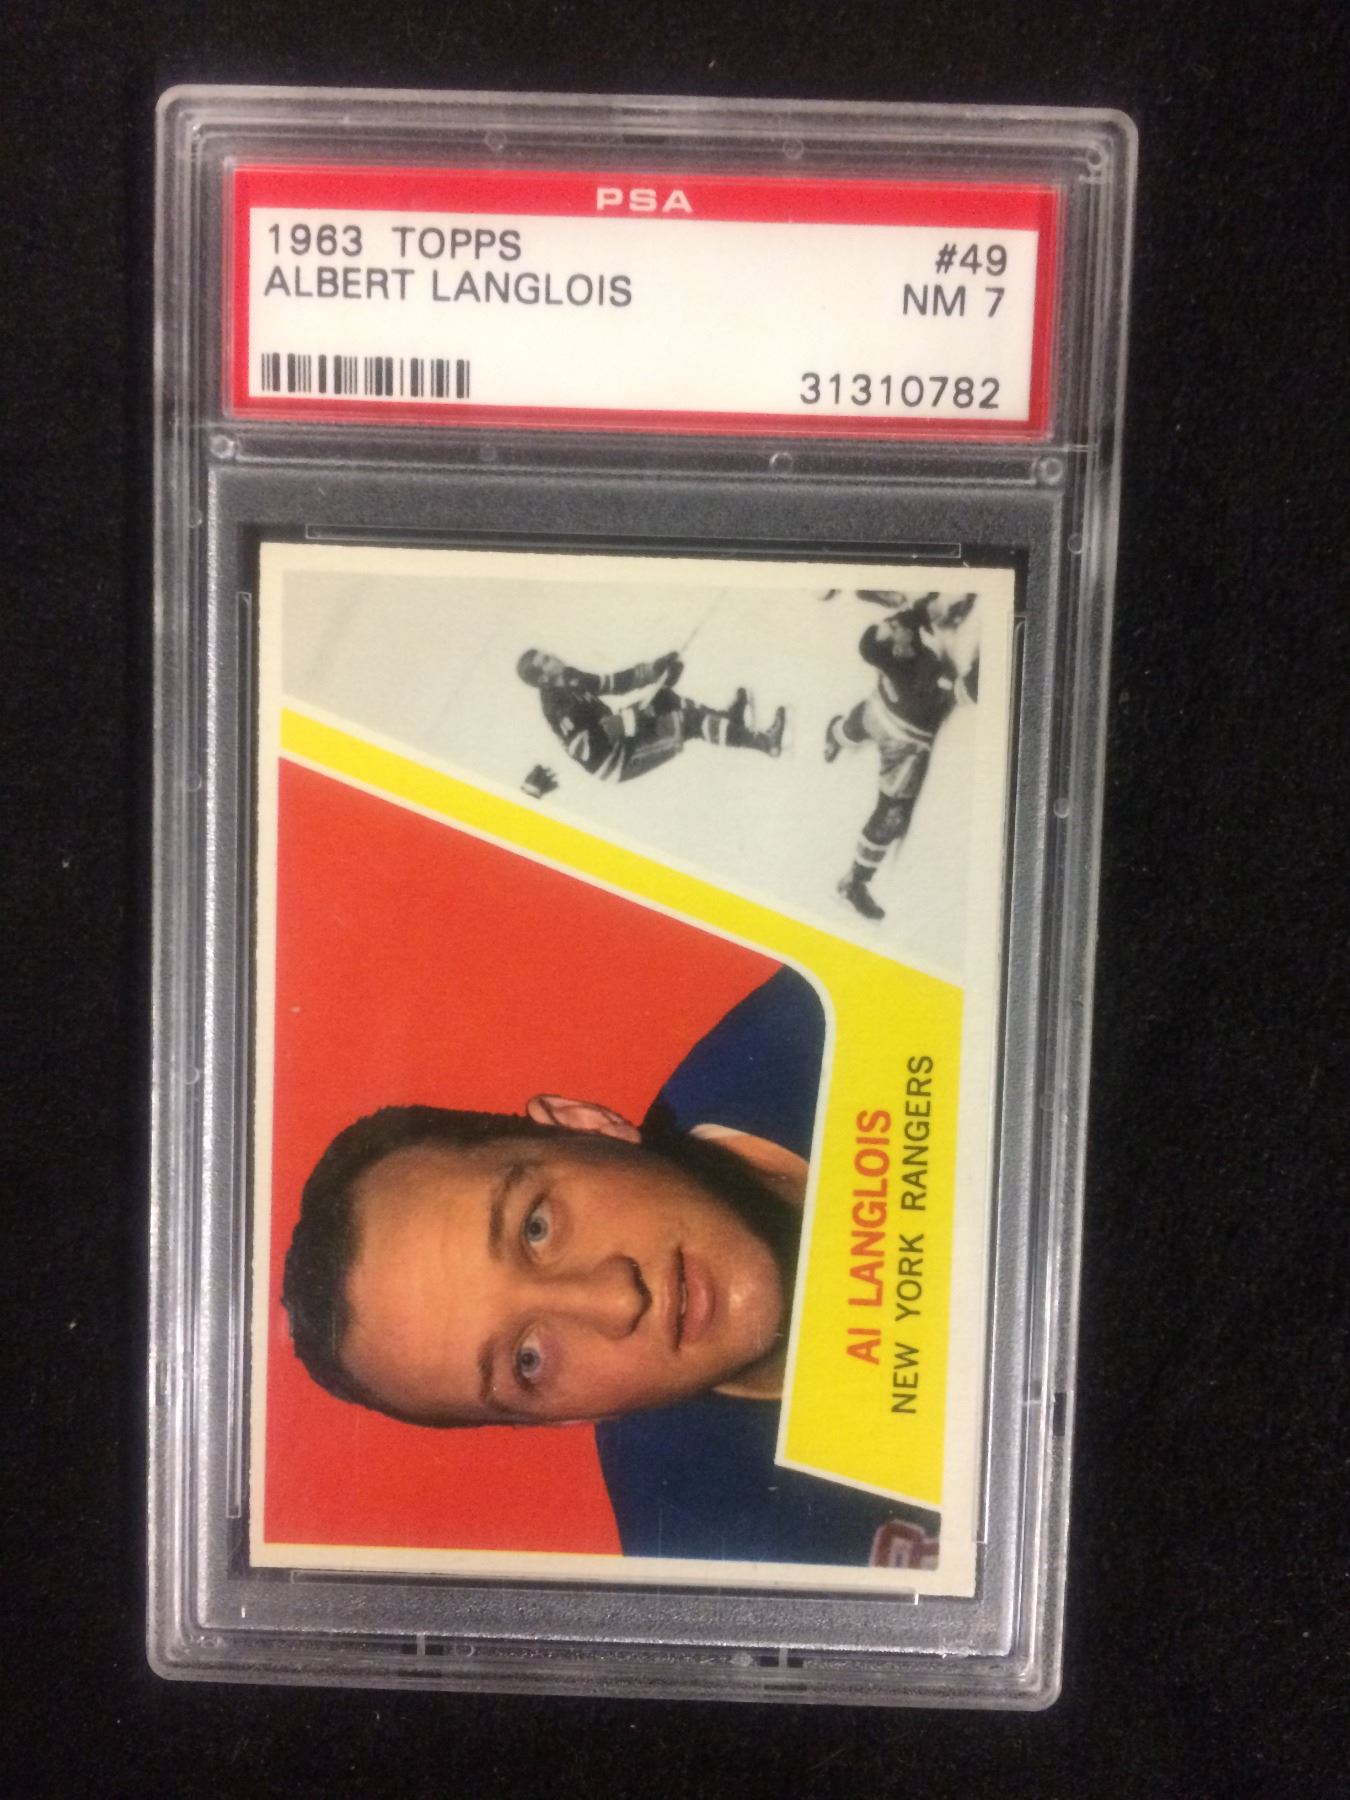 PSA
1963 TOPPS #49
ALBERT LANGLOIS NM 7
31310782
Al LANGLOIS
NEW YORK RANGERS